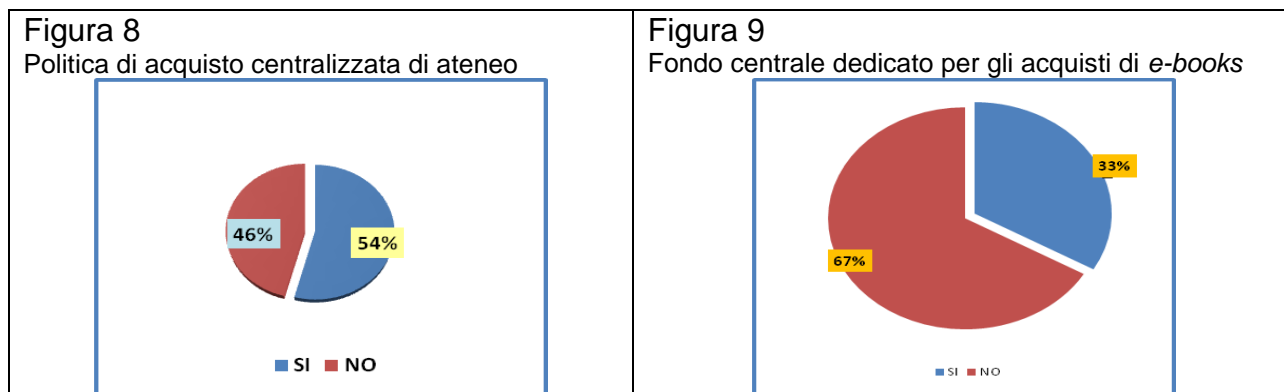 Figura 8
Politica di acquisto centralizzata di ateneo
46%
54%
SI NO
Figura 9
Fondo centrale dedicato per gli acquisti di e-books
33%
67%
SI NO